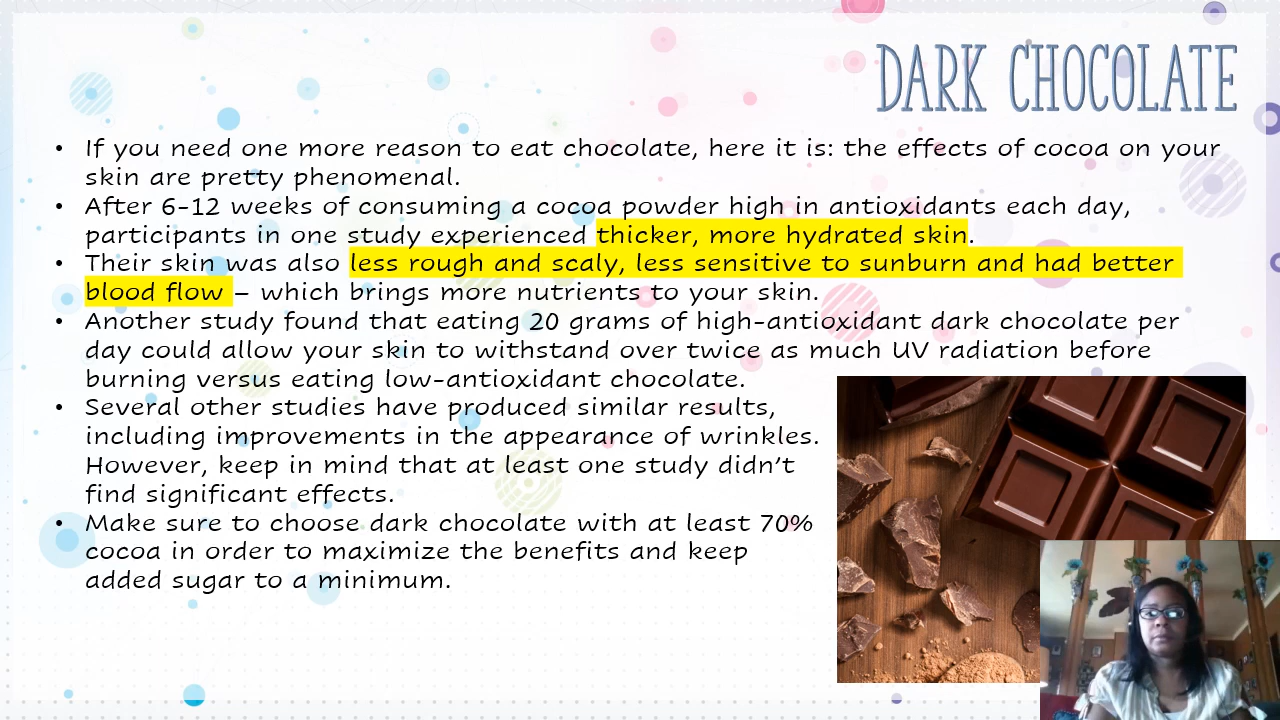 DARK CHOCOLATE
• If you need one more reason to eat chocolate, here it is: the effects of cocoa on your
skin are pretty phenomenal.
• After 6-12 weeks of consuming a cocoa powder high in antioxidants each day,
participants in one study experienced thicker, more hydrated skin.
• Their skin was also less rough and scaly, less sensitive to sunburn and had better
blood flow – which brings more nutrients to your skin.
• Another study found that eating 20 grams of high-antioxidant dark chocolate per
day could allow your skin to withstand over twice as much UV radiation before
burning versus eating low-antioxidant chocolate.
• Several other studies have produced similar results,
including improvements in the appearance of wrinkles.
However, keep in mind that at least one study didn’t
find significant effects.
• Make sure to choose dark chocolate with at least 70%
cocoa in order to maximize the benefits and keep
added sugar to a minimum.